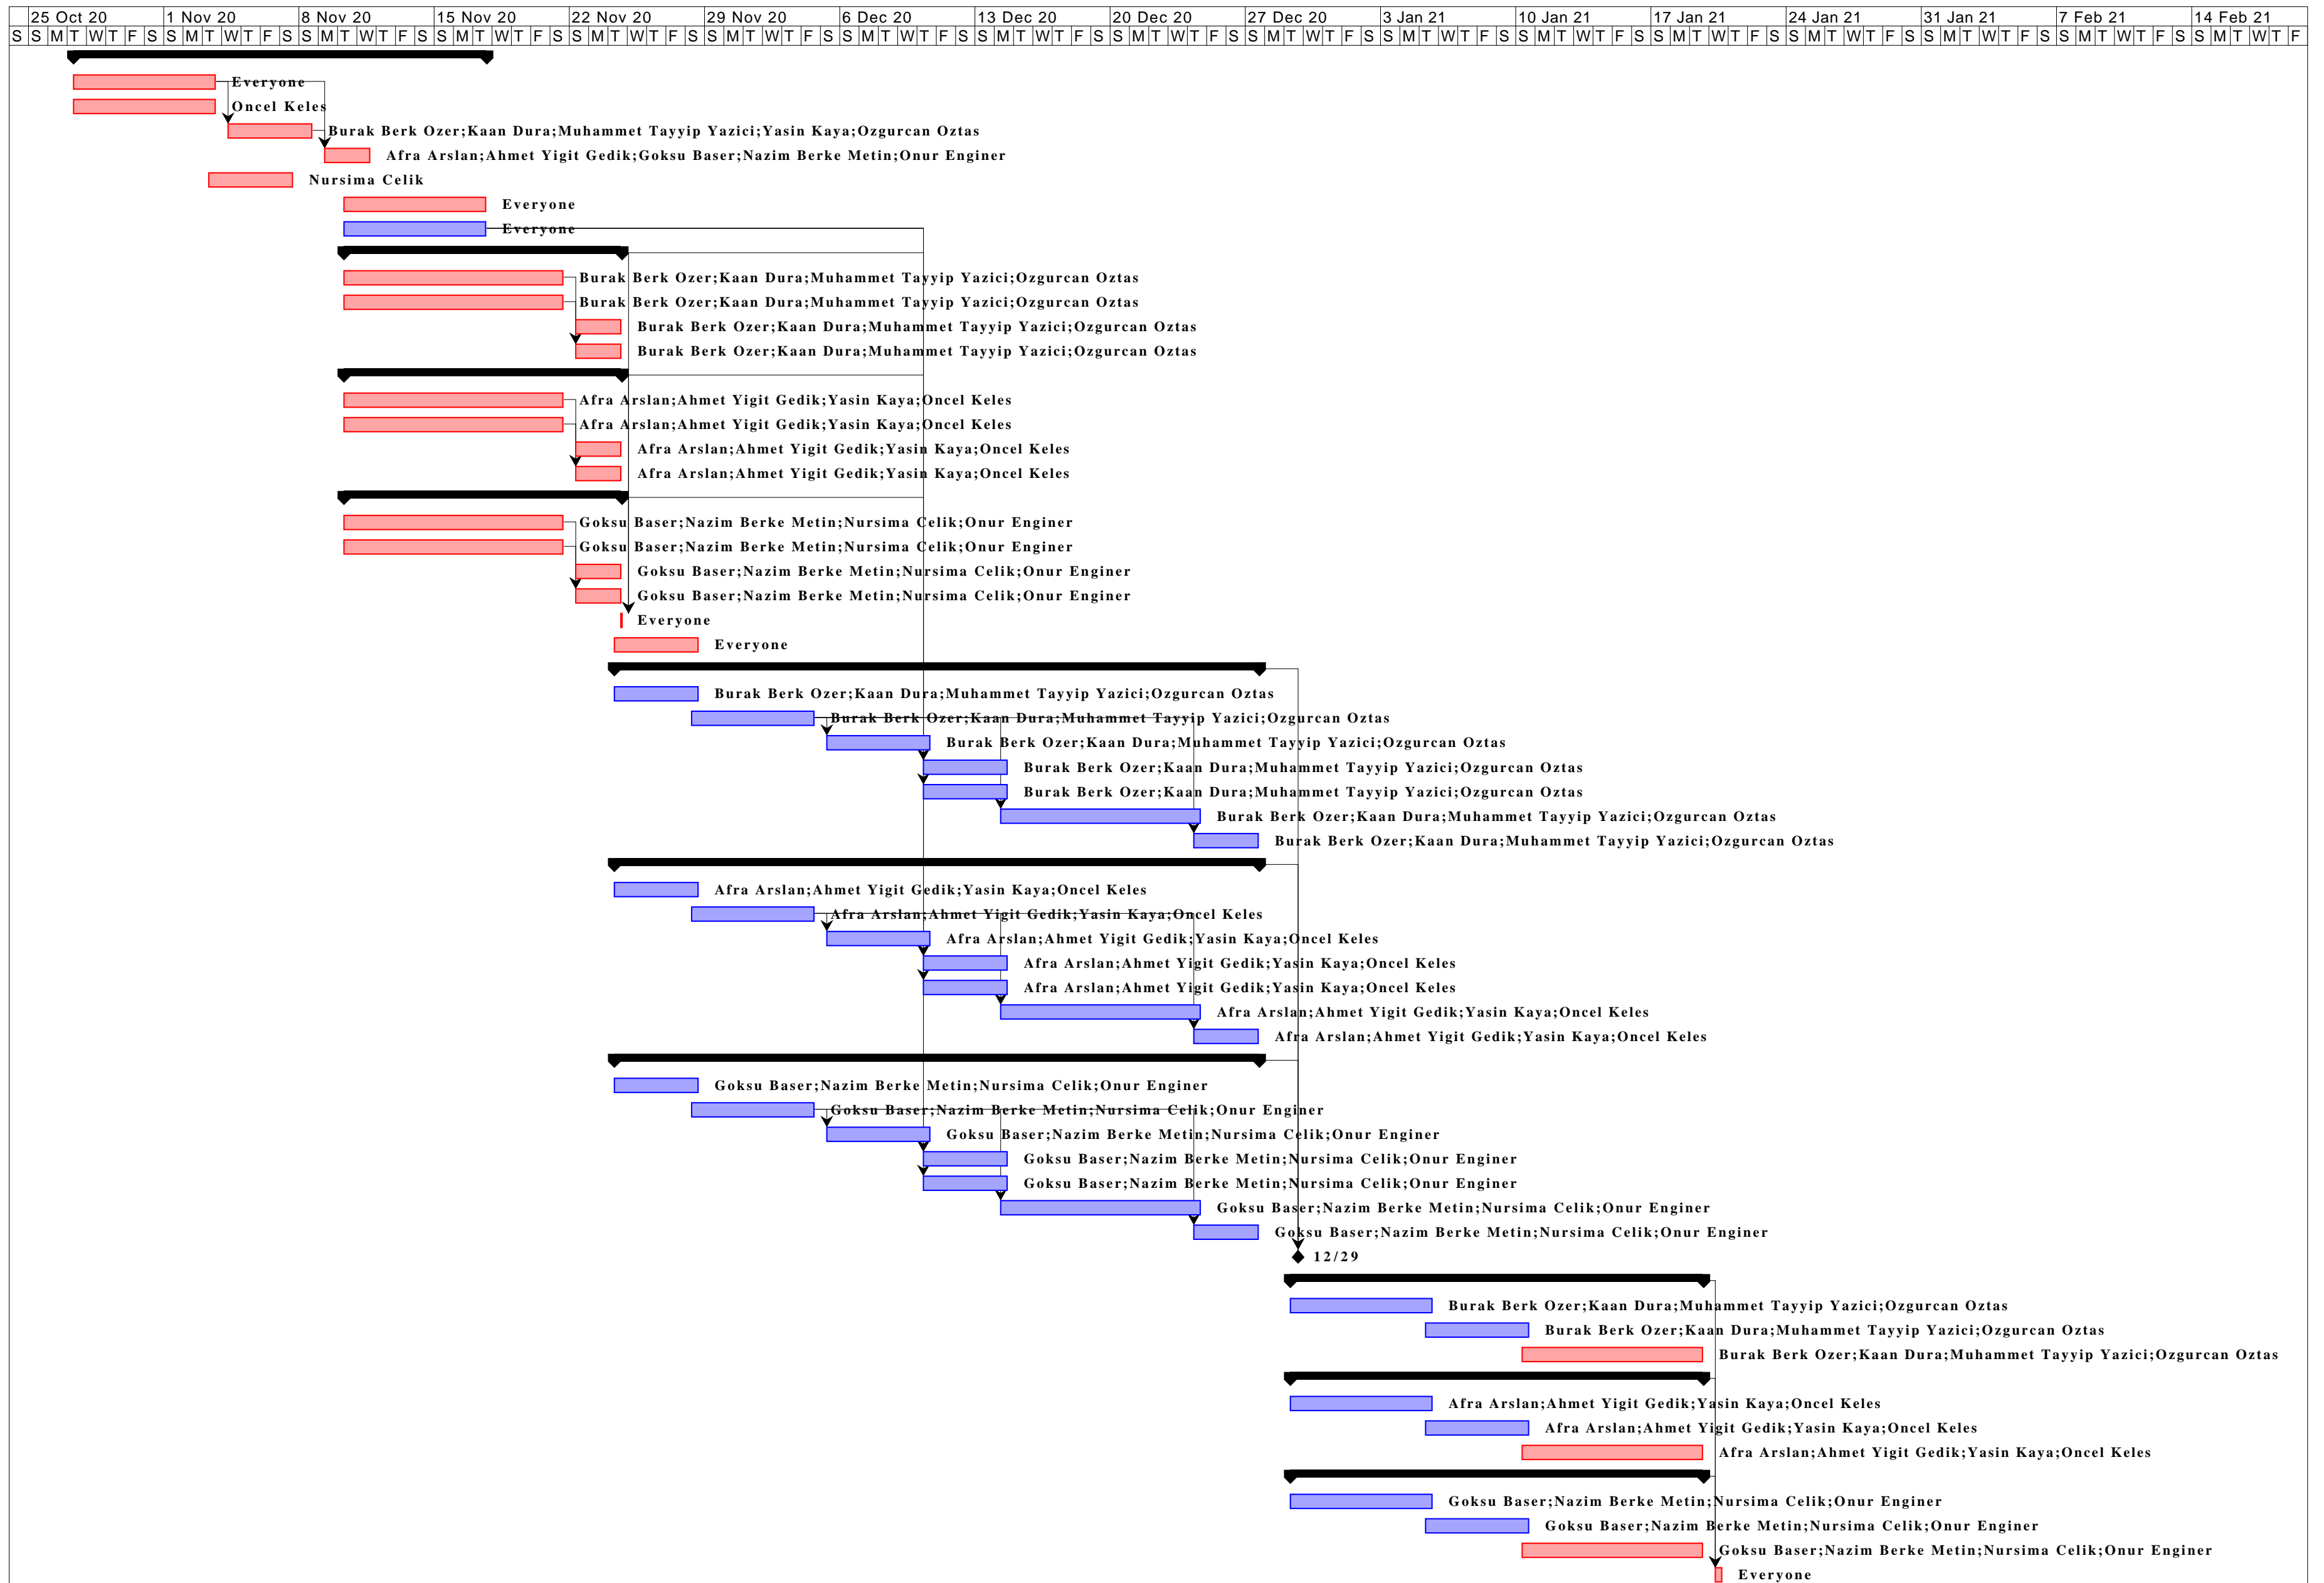 25 Oct 20 1 Nov 20 8 Nov 20 15 Nov 20 22 Nov 20 29 Nov 20 6 Dec 20 13 Dec 20 20 Dec 20 27 Dec 20 3 Jan 21 10 Jan 21 17 Jan 21 24 Jan 21 31 Jan 21 7 Feb 21 14 Feb 21
S S M T W T F S S M T W T F S S M T W T F S S M T W T F S S M T W T F S S M T W T F S S M T W T F S S M T W T F S S M T W T F S S M T W T F S S M T W T F S S M T W T F S S M T W T F S S M T W T F S S M T W T F S S M T W T F S S M T W T F
Everyone
Oncel Keles
Burak Berk Ozer;Kaan Dura;Muhammet Tayyip Yazici;Yasin Kaya;Ozgurcan Oztas
Afra Arslan;Ahmet Yigit Gedik;Goksu Baser;Nazim Berke Metin;Onur Enginer
Nursima Celik
Everyone
Everyone
Burak Berk Ozer;Kaan Dura;Muhammet Tayyip Yazici;Ozgurcan Oztas
Burak Berk Ozer;Kaan Dura;Muhammet Tayyip Yazici;Ozgurcan Oztas
Burak Berk Ozer;Kaan Dura;Muhammet Tayyip Yazici;Ozgurcan Oztas
Burak Berk Ozer;Kaan Dura;Muhammet Tayyip Yazici;Ozgurcan Oztas
Afra Arslan;Ahmet Yigit Gedik;Yasin Kaya;Oncel Keles
Afra Arslan;Ahmet Yigit Gedik;Yasin Kaya;Oncel Keles
Afra Arslan;Ahmet Yigit Gedik;Yasin Kaya;Oncel Keles
Afra Arslan;Ahmet Yigit Gedik;Yasin Kaya;Oncel Keles
Goksu Baser;Nazim Berke Metin;Nursima Celik;Onur Enginer
Goksu Baser;Nazim Berke Metin;Nursima Celik;Onur Enginer
Goksu Baser;Nazim Berke Metin;Nursima Celik;Onur Enginer
Goksu Baser;Nazim Berke Metin;Nursima Celik;Onur Enginer
Everyone
Everyone
Burak Berk Ozer;Kaan Dura;Muhammet Tayyip Yazici;Ozgurcan Oztas
Burak Berk Ozer;Kaan Dura;Muhammet Tayyip Yazici;Ozgurcan Oztas
Burak Berk Ozer;Kaan Dura;Muhammet Tayyip Yazici;Ozgurcan Oztas
Burak Berk Ozer;Kaan Dura;Muhammet Tayyip Yazici;Ozgurcan Oztas
Burak Berk Ozer;Kaan Dura;Muhammet Tayyip Yazici;Ozgurcan Oztas
Burak Berk Ozer;Kaan Dura;Muhammet Tayyip Yazici;Ozgurcan Oztas
Burak Berk Ozer;Kaan Dura;Muhammet Tayyip Yazici;Ozgurcan Oztas
Afra Arslan;Ahmet Yigit Gedik;Yasin Kaya;Oncel Keles
Afra Arslan;Ahmet Yigit Gedik;Yasin Kaya;Oncel Keles
Afra Arslan;Ahmet Yigit Gedik;Yasin Kaya;Oncel Keles
Afra Arslan;Ahmet Yigit Gedik;Yasin Kaya;Oncel Keles
Afra Arslan;Ahmet Yigit Gedik;Yasin Kaya;Oncel Keles
Afra Arslan;Ahmet Yigit Gedik;Yasin Kaya;Oncel Keles
Afra Arslan;Ahmet Yigit Gedik;Yasin Kaya;Oncel Keles
Goksu Baser;Nazim Berke Metin;Nursima Celik;Onur Enginer
Goksu Baser;Nazim Berke Metin;Nursima Celik;Onur Enginer
Goksu Baser;Nazim Berke Metin;Nursima Celik;Onur Enginer
Goksu Baser;Nazim Berke Metin;Nursima Celik;Onur Enginer
Goksu Baser;Nazim Berke Metin;Nursima Celik;Onur Enginer
Goksu Baser;Nazim Berke Metin;Nursima Celik;Onur Enginer
Goksu Baser;Nazim Berke Metin;Nursima Celik;Onur Enginer
12/29
Burak Berk Ozer;Kaan Dura;Muhammet Tayyip Yazici;Ozgurcan Oztas
Burak Berk Ozer;Kaan Dura;Muhammet Tayyip Yazici;Ozgurcan Oztas
Burak Berk Ozer;Kaan Dura;Muhammet Tayyip Yazici;Ozgurcan Oztas
Afra Arslan;Ahmet Yigit Gedik;Yasin Kaya;Oncel Keles
Afra Arslan;Ahmet Yigit Gedik;Yasin Kaya;Oncel Keles
Afra Arslan;Ahmet Yigit Gedik;Yasin Kaya;Oncel Keles
Goksu Baser;Nazim Berke Metin;Nursima Celik;Onur Enginer
Goksu Baser;Nazim Berke Metin;Nursima Celik;Onur Enginer
Goksu Baser;Nazim Berke Metin;Nursima Celik;Onur Enginer
Everyone